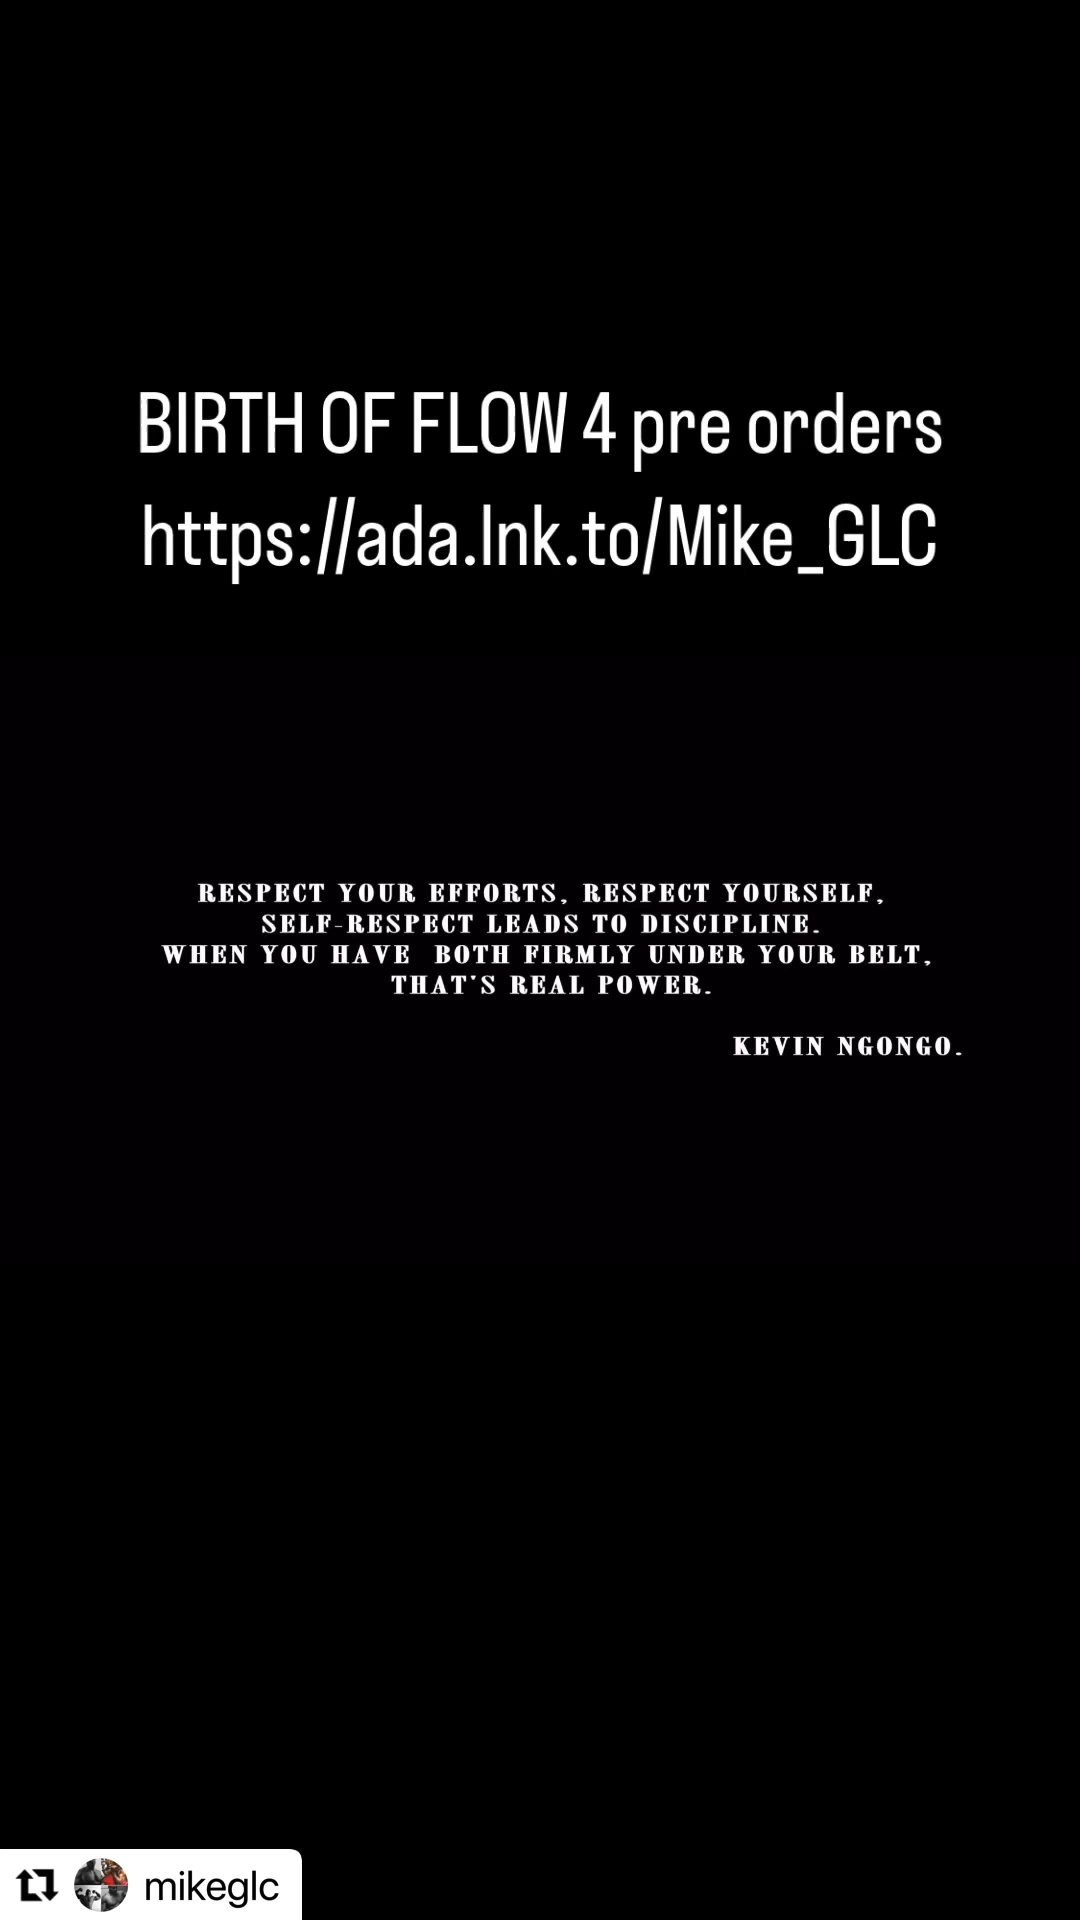 BIRTH OF FLOW 4 pre orders
https://ada.lnk.to/Mike_GLC
RESPECT YOUR EFFORTS, RESPECT YOURSELF,
SELF-RESPECT LEADS TO DISCIPLINE.
WHEN YOU HAVE  BOTH FIRMLY UNDER YOUR BELT,
THAT'S REAL POWER.
KEVIN NGONGO.
mikeglc